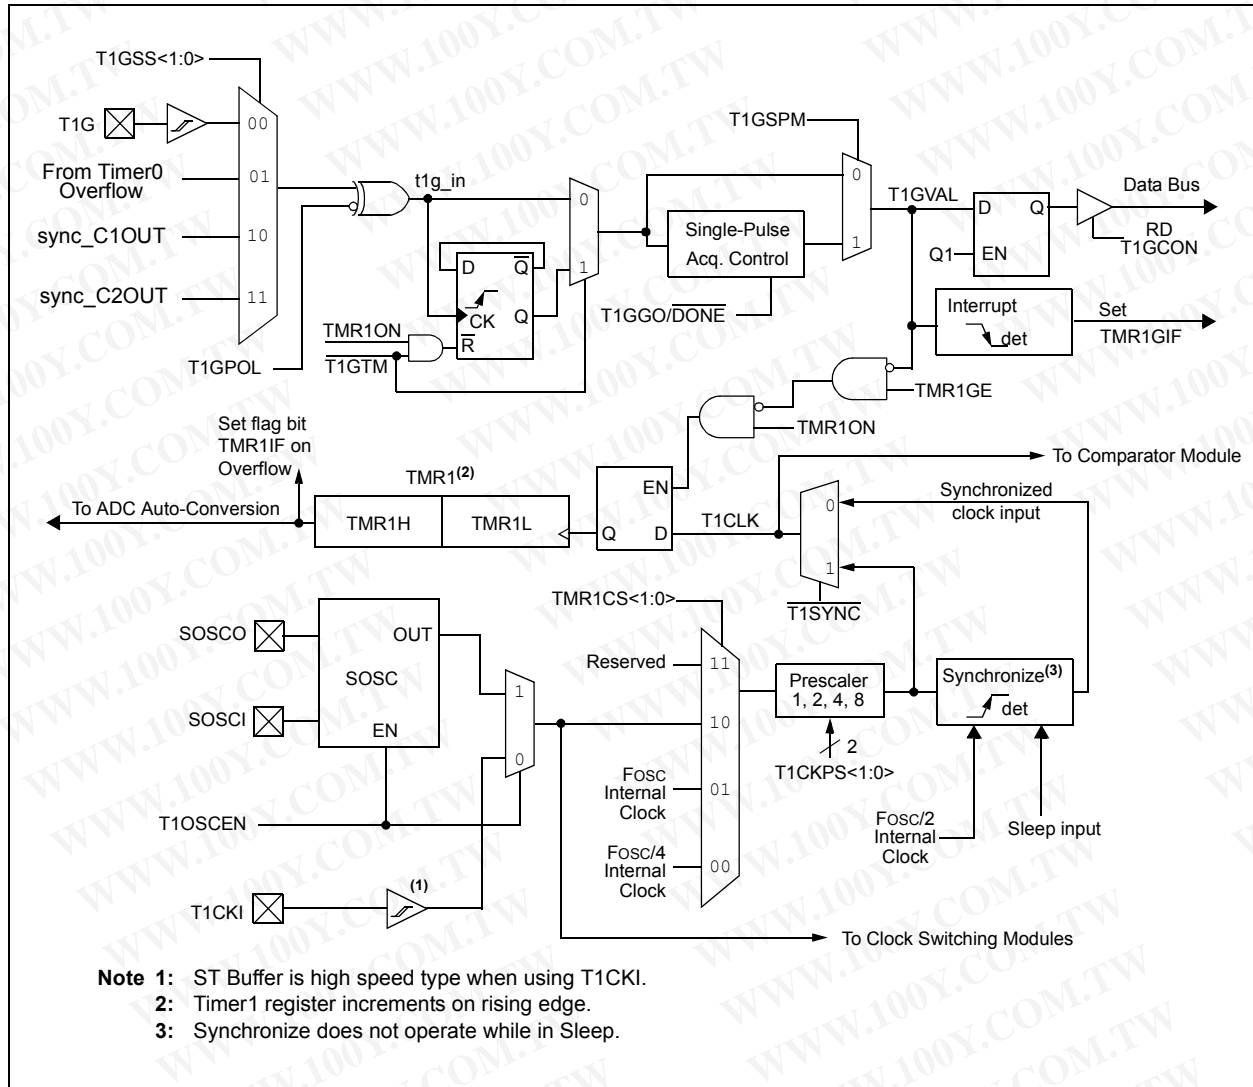 T1GSS<1:0>
T1G
00
From Timer0
Overflow
01
sync_C1OUT
10
sync_C2OUT
11
T1GPOL
t1g_in
0
1
D
Q
CK
Q
R
TMR1ON
T1GTM
T1GSPM
0
1
Single-Pulse
Acq. Control
T1GGO/DONE
T1GVAL
D
Q
Q1
EN
Data Bus
RD
T1GCON
Interrupt
det
Set
TMR1GIF
TMR1GE
TMR1ON
Set flag bit
TMR1IF on
Overflow
To ADC Auto-Conversion
TMR1(2)
TMR1H
TMR1L
EN
Q
D
T1CLK
To Comparator Module
0
1
Synchronized
clock input
T1SYNC
SOSCO
OUT
SOSC
SOSCI
EN
1
0
T1OSCEN
T1CKI
(1)
TMR1CS<1:0>
Reserved
11
10
FOSC
Internal
Clock
01
FOSC/4
Internal
Clock
00
Prescaler
1, 2, 4, 8
2
T1CKPS<1:0>
Synchronize(3)
det
FOSC/2
Internal
Clock
Sleep input
To Clock Switching Modules
Note 1: ST Buffer is high speed type when using T1CKI.
2: Timer1 register increments on rising edge.
3: Synchronize does not operate while in Sleep.
WWW.100Y.COM.TW